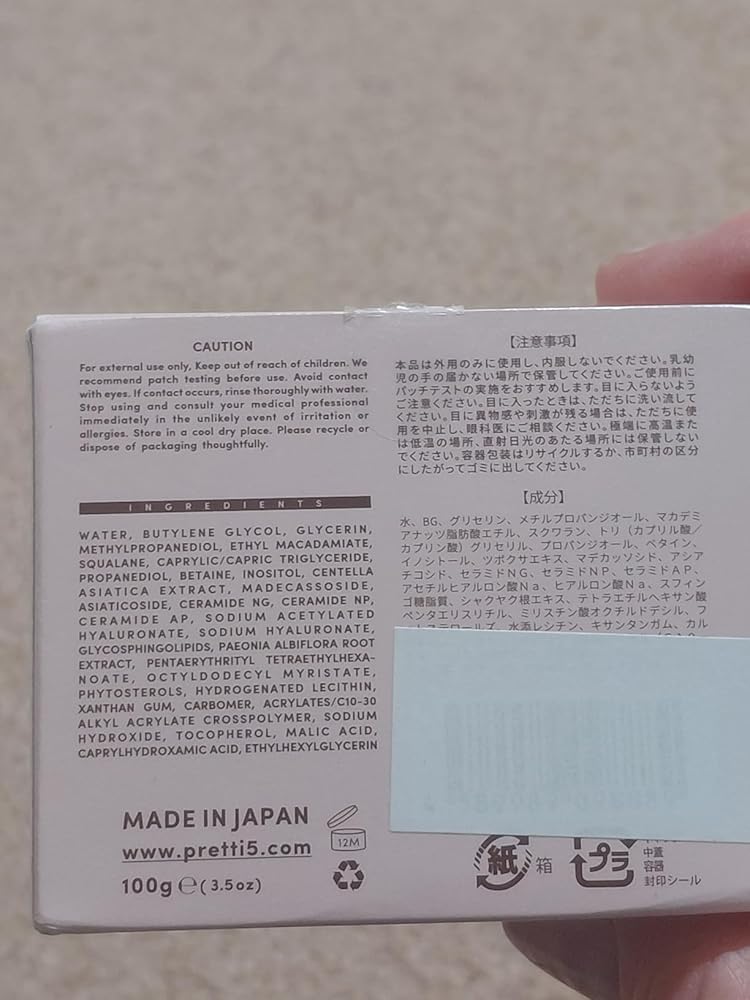 CAUTION
For external use only, Keep out of reach of children. We
recommend patch testing before use. Avoid contact
with eyes. If contact occurs, rinse thoroughly with water.
Stop using and consult your medical professional
immediately in the unlikely event of irritation or
allergies. Store in a cool dry place. Please recycle or
dispose of packaging thoughtfully.
INGREDIENTS
WATER, BUTYLENE GLYCOL, GLYCERIN,
METHYLPROPANEDIOL, ETHYL MACADAMIATE,
SQUALANE, CAPRYLIC/CAPRIC TRIGLYCERIDE,
PROPANEDIOL, BETAINE, INOSITOL, CENTELLA
ASIATICA EXTRACT, MADECASSOSIDE,
ASIATICOSIDE, CERAMIDE NG, CERAMIDE NP,
CERAMIDE AP, SODIUM ACETYLATED
HYALURONATE, SODIUM HYALURONATE,
GLYCOSPHINGOLIPIDS, PAEONIA ALBIFLORA ROOT
EXTRACT, PENTAERYTHRITYL TETRAETHYLHEXA-
NOATE, OCTYLDODECYL MYRISTATE,
PHYTOSTEROLS, HYDROGENATED LECITHIN,
XANTHAN GUM, CARBOMER, ACRYLATES/C10-30
ALKYL ACRYLATE CROSSPOLYMER, SODIUM
HYDROXIDE, TOCOPHEROL, MALIC ACID,
CAPRYLHYDROXAMIC ACID, ETHYLHEXYLGLYCERIN
MADE IN JAPAN
www.pretti5.com
100g ℮ (3.5oz)
12M
【注意事項】
本品は外用のみに使用し、内服しないでください。乳幼
児の手の届かない場所で保管してください。ご使用前に
パッチテストの実施をおすすめします。目に入らないよう
ご注意ください。目に入ったときは、ただちに洗い流して
ください。目に異物感や刺激が残る場合は、ただちに使
用を中止し、眼科医にご相談ください。極端に高温また
は低温の場所、直射日光のあたる場所には保管しない
でください。容器包装はリサイクルするか、市町村の区分
にしたがってゴミに出してください。
【成分】
水、BG、グリセリン、メチルプロパンジオール、マカデミ
アナッツ脂肪酸エチル、スクワラン、トリ（カプリル酸／
カプリン酸）グリセリル、プロパンジオール、ベタイン、
イノシトール、ツボクサエキス、マデカッソシド、アシア
チコシド、セラミドＮＧ、セラミドＮＰ、セラミドＡＰ、
アセチルヒアルロン酸Ｎａ、ヒアルロン酸Ｎａ、スフィン
ゴ糖脂質、シャクヤク根エキス、テトラエチルヘキサン酸
ペンタエリスリチル、ミリスチン酸オクチルドデシル、フ
水添レシチン、キサンタンガム、カル
紙
箱
プラ
中蓋
容器
封印シール